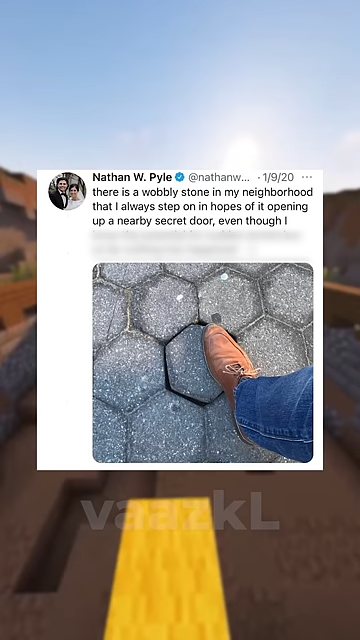 Nathan W. Pyle @nathanw... · 1/9/20 ...
there is a wobbly stone in my neighborhood
that I always step on in hopes of it opening
up a nearby secret door, even though I
vaazkL